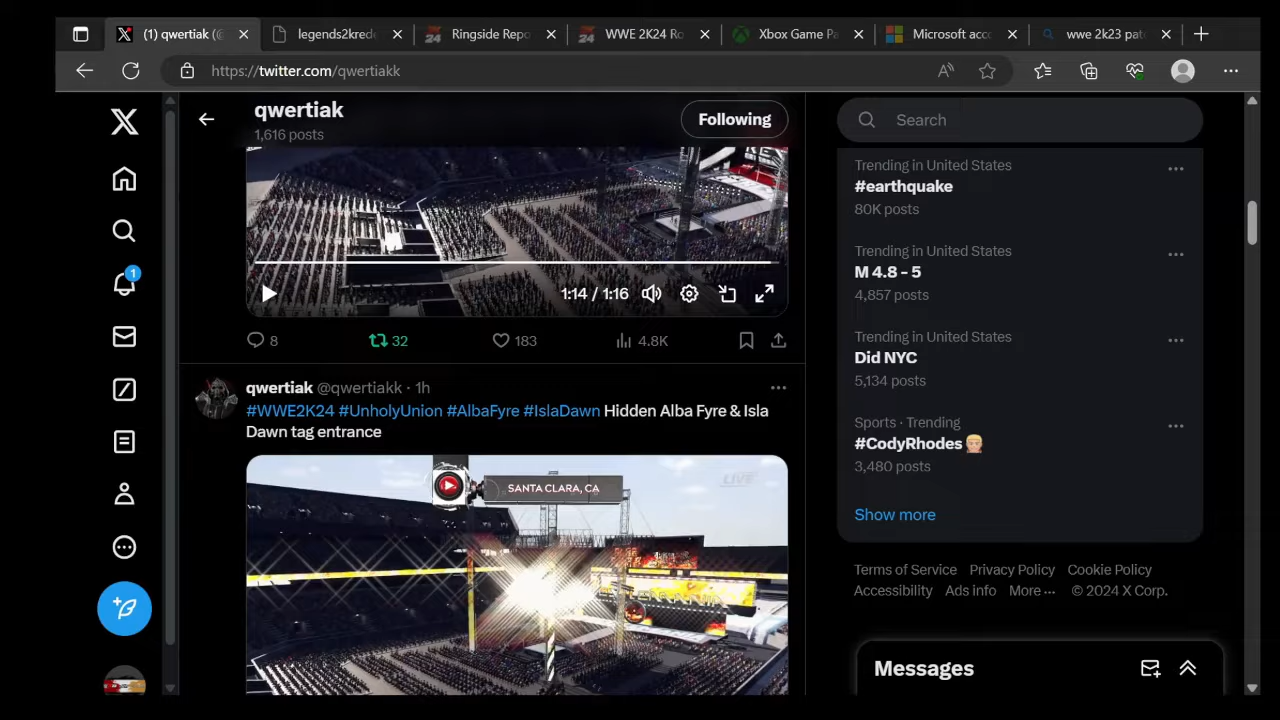 (1) qwertiak (@
legends2kred
Ringside Repo
WWE 2K24 Ro
Xbox Game Pa
Microsoft acc
wwe 2k23 pat
https://twitter.com/qwertiakk
qwertiak
1,616 posts
Following
1:14 / 1:16
8
32
183
4.8K
qwertiak @qwertiakk · 1h
#WWE2K24 #UnholyUnion #AlbaFyre #IslaDawn Hidden Alba Fyre & Isla
Dawn tag entrance
SANTA CLARA, CA
LIVE
1
Search
Trending in United States
#earthquake
80K posts
Trending in United States
M 4.8 - 5
4,857 posts
Trending in United States
Did NYC
5,134 posts
Sports · Trending
#CodyRhodes
3,480 posts
Show more
Terms of Service Privacy Policy Cookie Policy
Accessibility Ads info More ··· © 2024 X Corp.
Messages